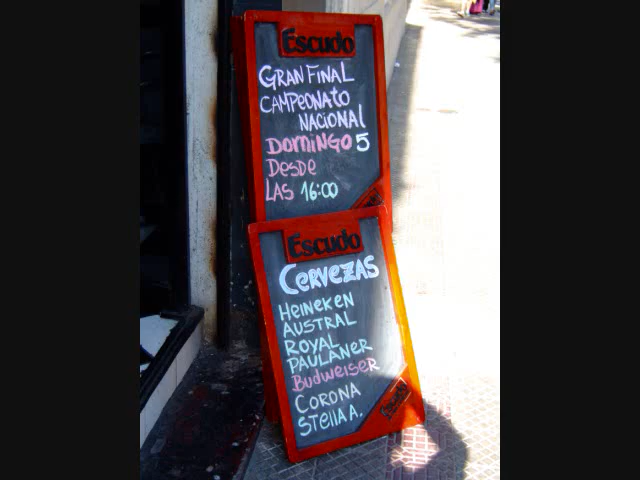 Escudo
GRAN FINAL
CAMPEONATO
NACIONAL
DOMINGO 5
DESDE
LAS 16:00
Escudo
CERVEZAS
HEINEKEN
AUSTRAL
ROYAL
PAULANER
Budweiser
CORONA
STELLA A.
Escudo